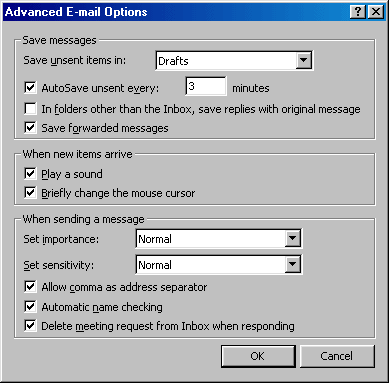 Advanced E-mail Options
Save messages
Save unsent items in: Drafts
AutoSave unsent every: 3 minutes
In folders other than the Inbox, save replies with original message
Save forwarded messages
When new items arrive
Play a sound
Briefly change the mouse cursor
When sending a message
Set importance: Normal
Set sensitivity: Normal
Allow comma as address separator
Automatic name checking
Delete meeting request from Inbox when responding
OK Cancel